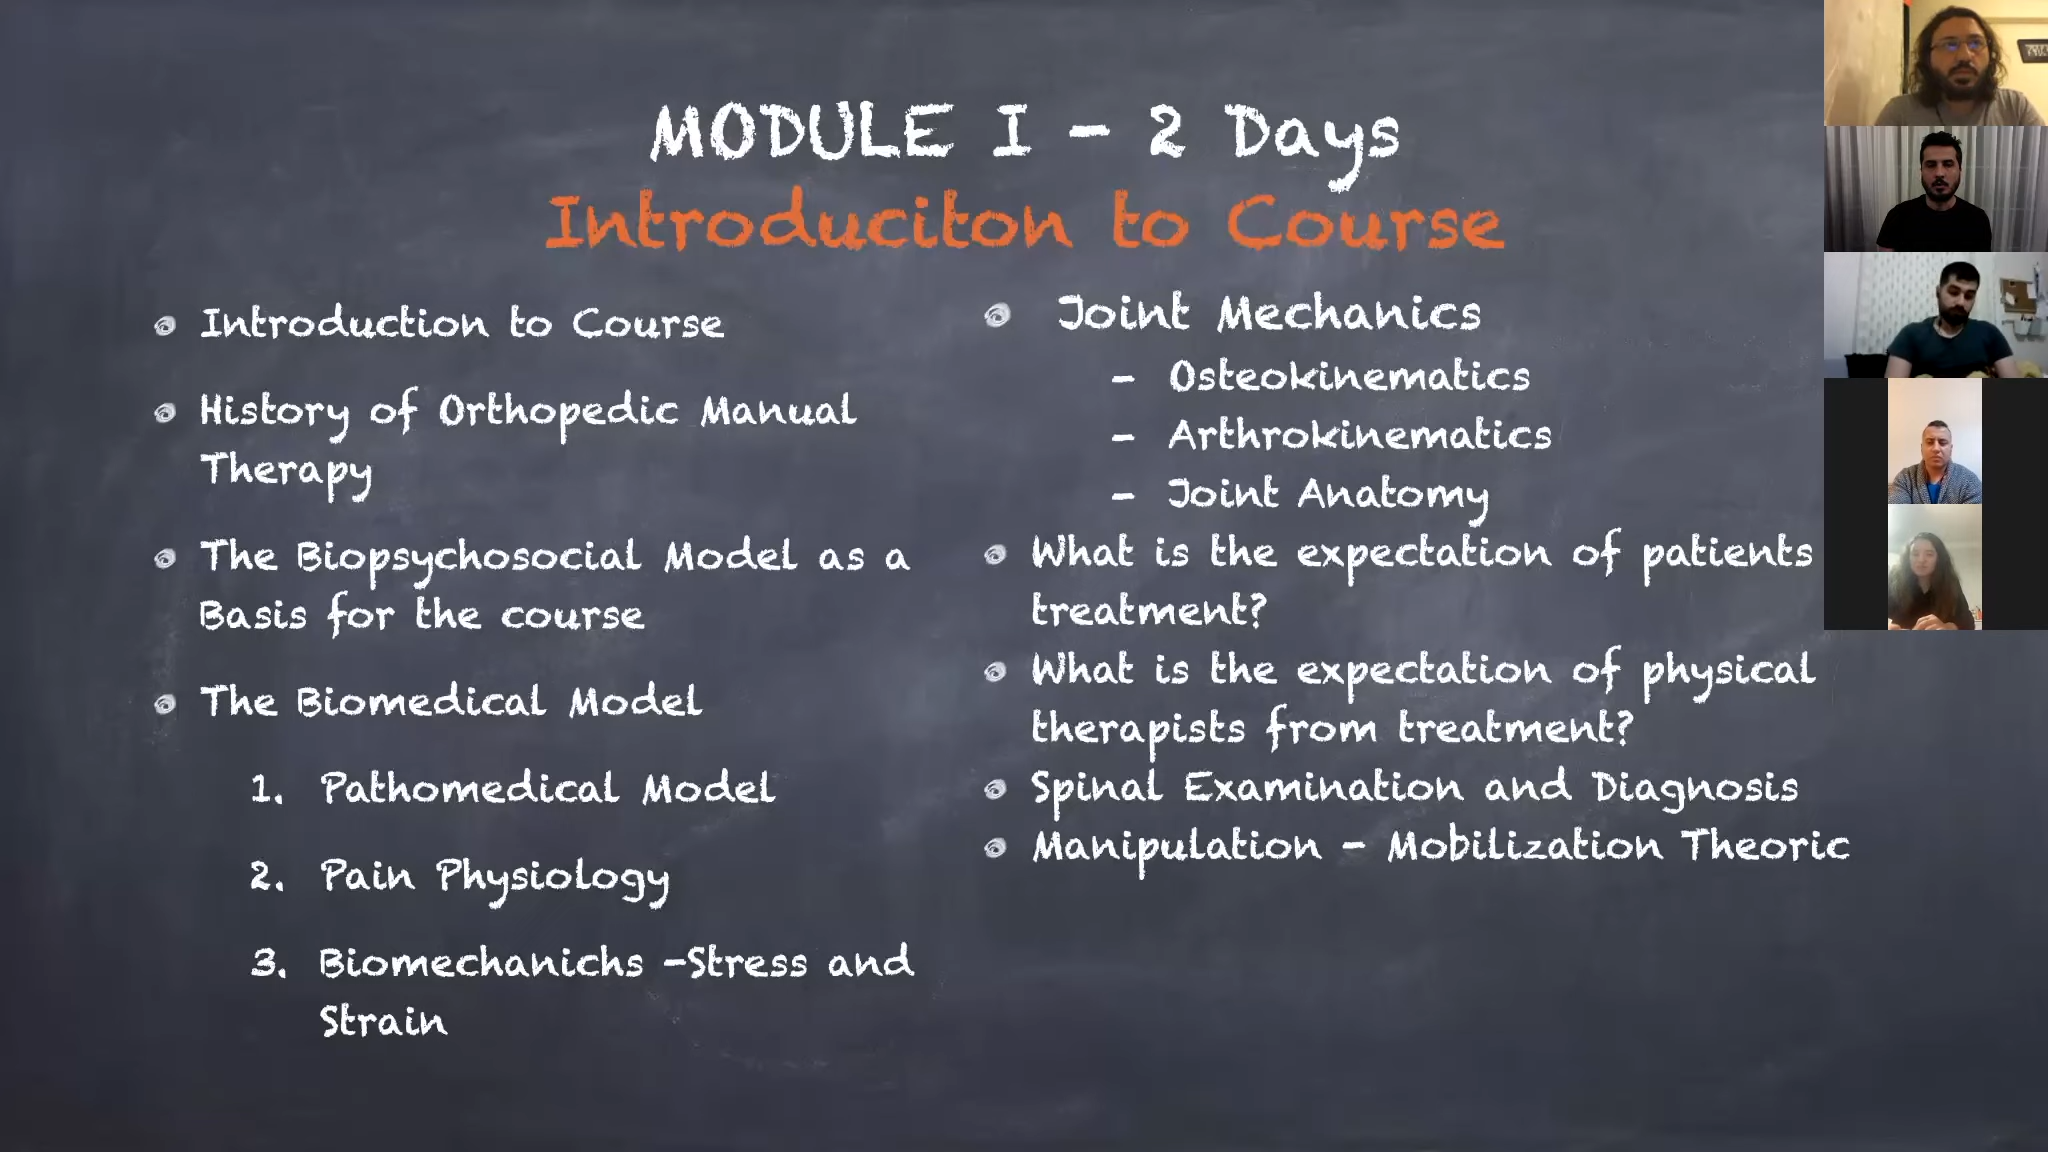 MODULE I - 2 Days
Introduciton to Course
Introduction to Course
History of Orthopedic Manual
Therapy
The Biopsychosocial Model as a
Basis for the course
The Biomedical Model
1. Pathomedical Model
2. Pain Physiology
3. Biomechanichs -Stress and
Strain
Joint Mechanics
- Osteokinematics
- Arthrokinematics
- Joint Anatomy
What is the expectation of patients
treatment?
What is the expectation of physical
therapists from treatment?
Spinal Examination and Diagnosis
Manipulation - Mobilization Theoric